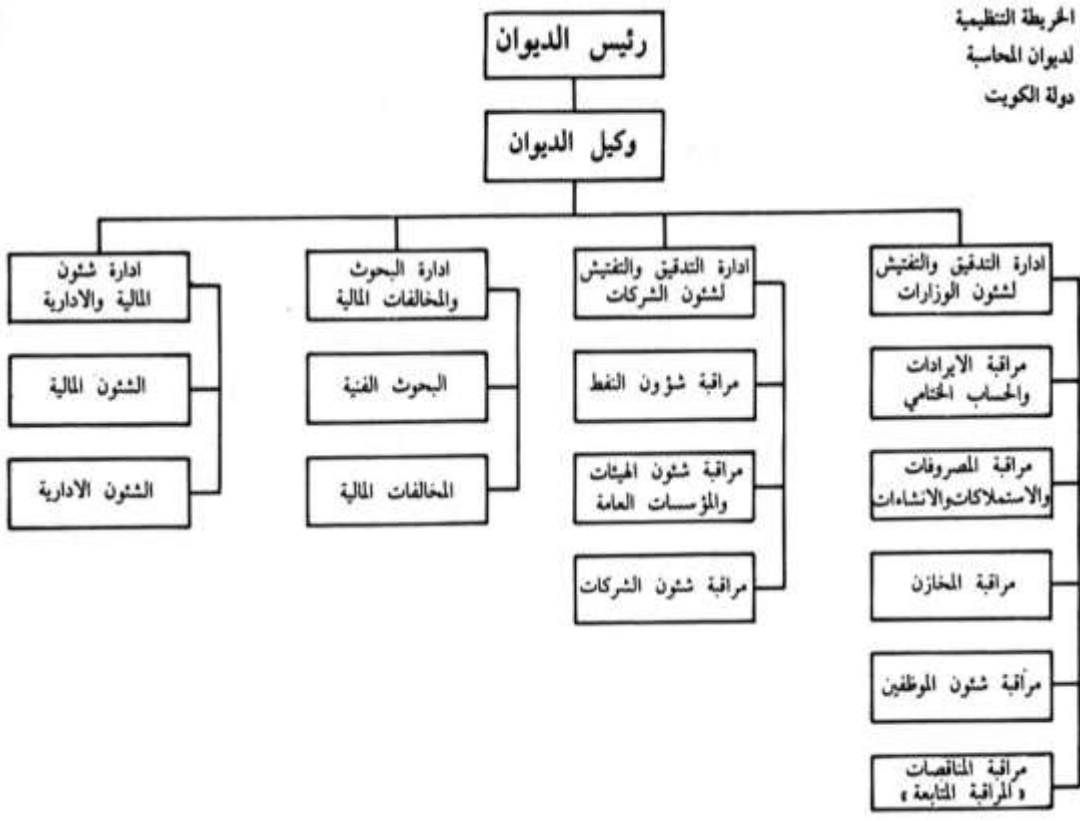 الخريطة التنظيمية
لديوان المحاسبة
دولة الكويت
رئيس الديوان
وكيل الديوان
ادارة التدقيق والتفتيش
لشئون الوزارات
مراقبة الايرادات
والحساب الختامي
مراقبة المصروفات
والاستملاكات والانشاءات
مراقبة المخازن
مراقبة شئون الموظفين
مراقبة المناقصات
« المراقبة المتابعة »
ادارة التدقيق والتفتيش
لشئون الشركات
مراقبة شؤون النفط
مراقبة شئون الهيئات
والمؤسسات العامة
مراقبة شئون الشركات
ادارة البحوث
والمخالفات المالية
البحوث الفنية
المخالفات المالية
ادارة شئون
المالية والادارية
الشئون المالية
الشئون الادارية